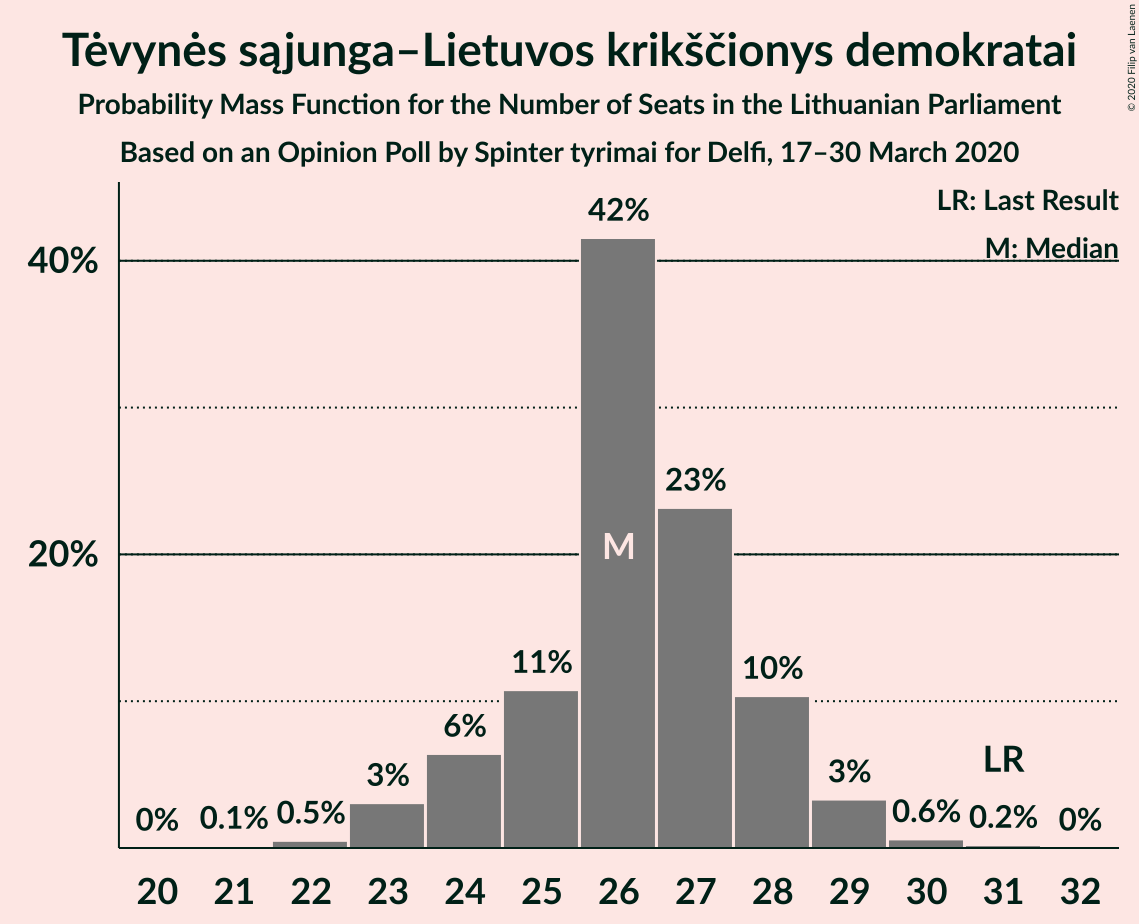 Tėvynės sąjunga–Lietuvos krikščionys demokratai
Probability Mass Function for the Number of Seats in the Lithuanian Parliament
Based on an Opinion Poll by Spinter tyrimai for Delfi, 17–30 March 2020
© 2020 Filip van Laenen
LR: Last Result
M: Median
40%
20%
0%
0.1%
0.5%
3%
6%
11%
42%
M
23%
10%
3%
0.6%
LR
0.2%
0%
20 21 22 23 24 25 26 27 28 29 30 31 32